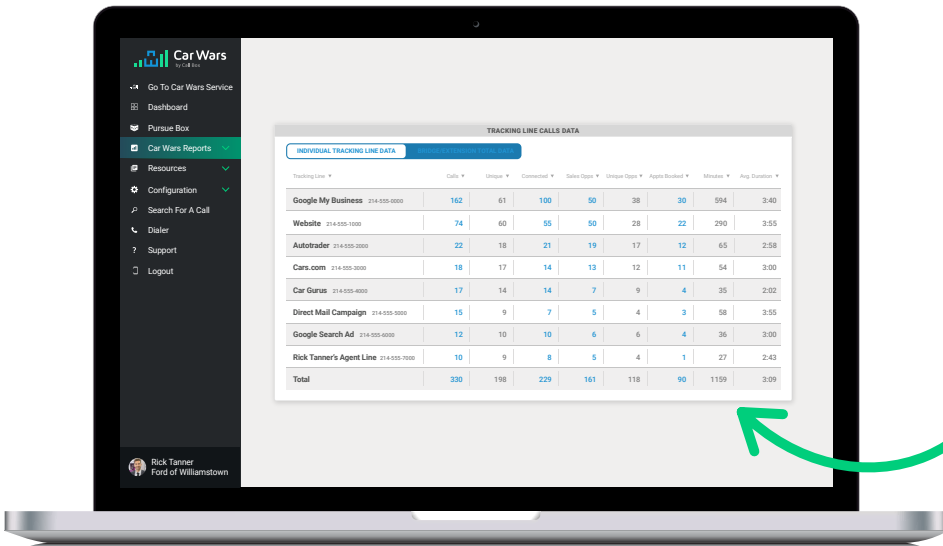 Car Wars
by Call Box
Go To Car Wars Service
Dashboard
Pursue Box
Car Wars Reports
Resources
Configuration
Search For A Call
Dialer
? Support
Logout
Rick Tanner
Ford of Williamstown
TRACKING LINE CALLS DATA
INDIVIDUAL TRACKING LINE DATA EXTENSION TOTAL DATA
Tracking Line ▼ Calls ▼ Unique ▼ Connected ▼ Sales Opps ▼ Unique Opps ▼ Appts Booked ▼ Minutes ▼ Avg. Duration ▼
Google My Business 214-555-0000 162 61 100 50 38 30 594 3:40
Website 214-555-1000 74 60 55 50 28 22 290 3:55
Autotrader 214-555-2000 22 18 21 19 17 12 65 2:58
Cars.com 214-555-3000 18 17 14 13 12 11 54 3:00
Car Gurus 214-555-4000 17 14 14 7 9 4 35 2:02
Direct Mail Campaign 214-555-5000 15 9 7 5 4 3 58 3:55
Google Search Ad 214-555-6000 12 10 10 6 6 4 36 3:00
Rick Tanner's Agent Line 214-555-7000 10 9 8 5 4 1 27 2:43
Total 330 198 229 161 118 90 1159 3:09